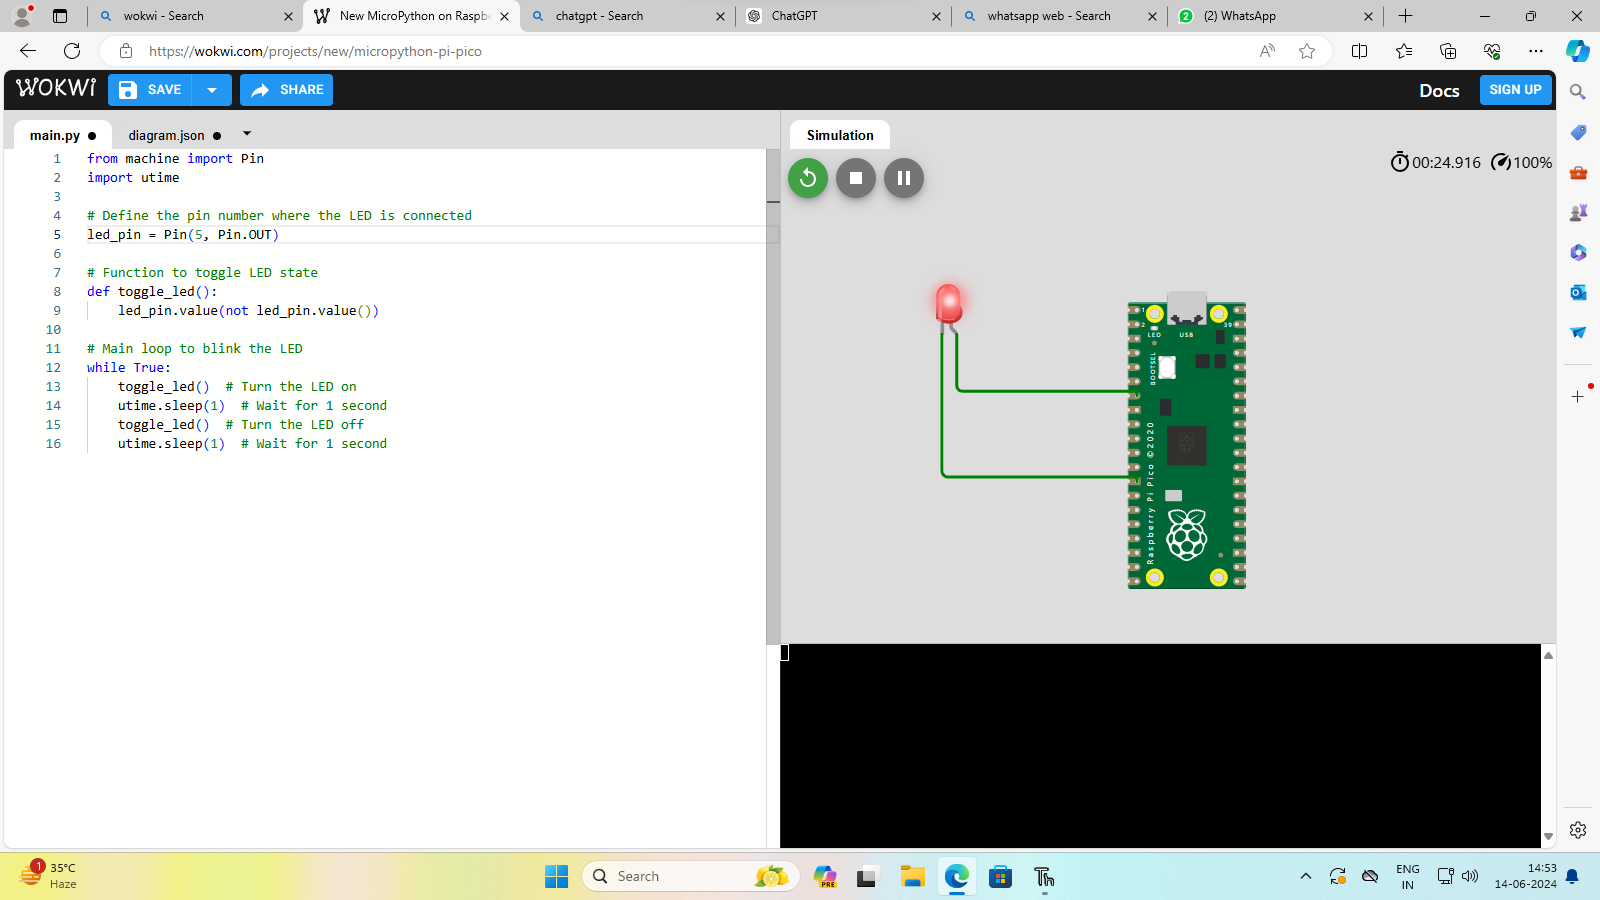 wokwi - Search
New MicroPython on Raspbe
chatgpt - Search
ChatGPT
whatsapp web - Search
2
(2) WhatsApp
https://wokwi.com/projects/new/micropython-pi-pico
WOKWi
SAVE
SHARE
Docs
SIGN UP
main.py
diagram.json
Simulation
00:24.916
100%
1 from machine import Pin
2 import utime
3
4 # Define the pin number where the LED is connected
5 led_pin = Pin(5, Pin.OUT)
6
7 # Function to toggle LED state
8 def toggle_led():
9 led_pin.value(not led_pin.value())
10
11 # Main loop to blink the LED
12 while True:
13 toggle_led() # Turn the LED on
14 utime.sleep(1) # Wait for 1 second
15 toggle_led() # Turn the LED off
16 utime.sleep(1) # Wait for 1 second
1
2
39
LED
USB
BOOTSEL
Raspberry Pi Pico ©2020
1
35°C
Haze
Search
PRE
ENG
IN
14:53
14-06-2024